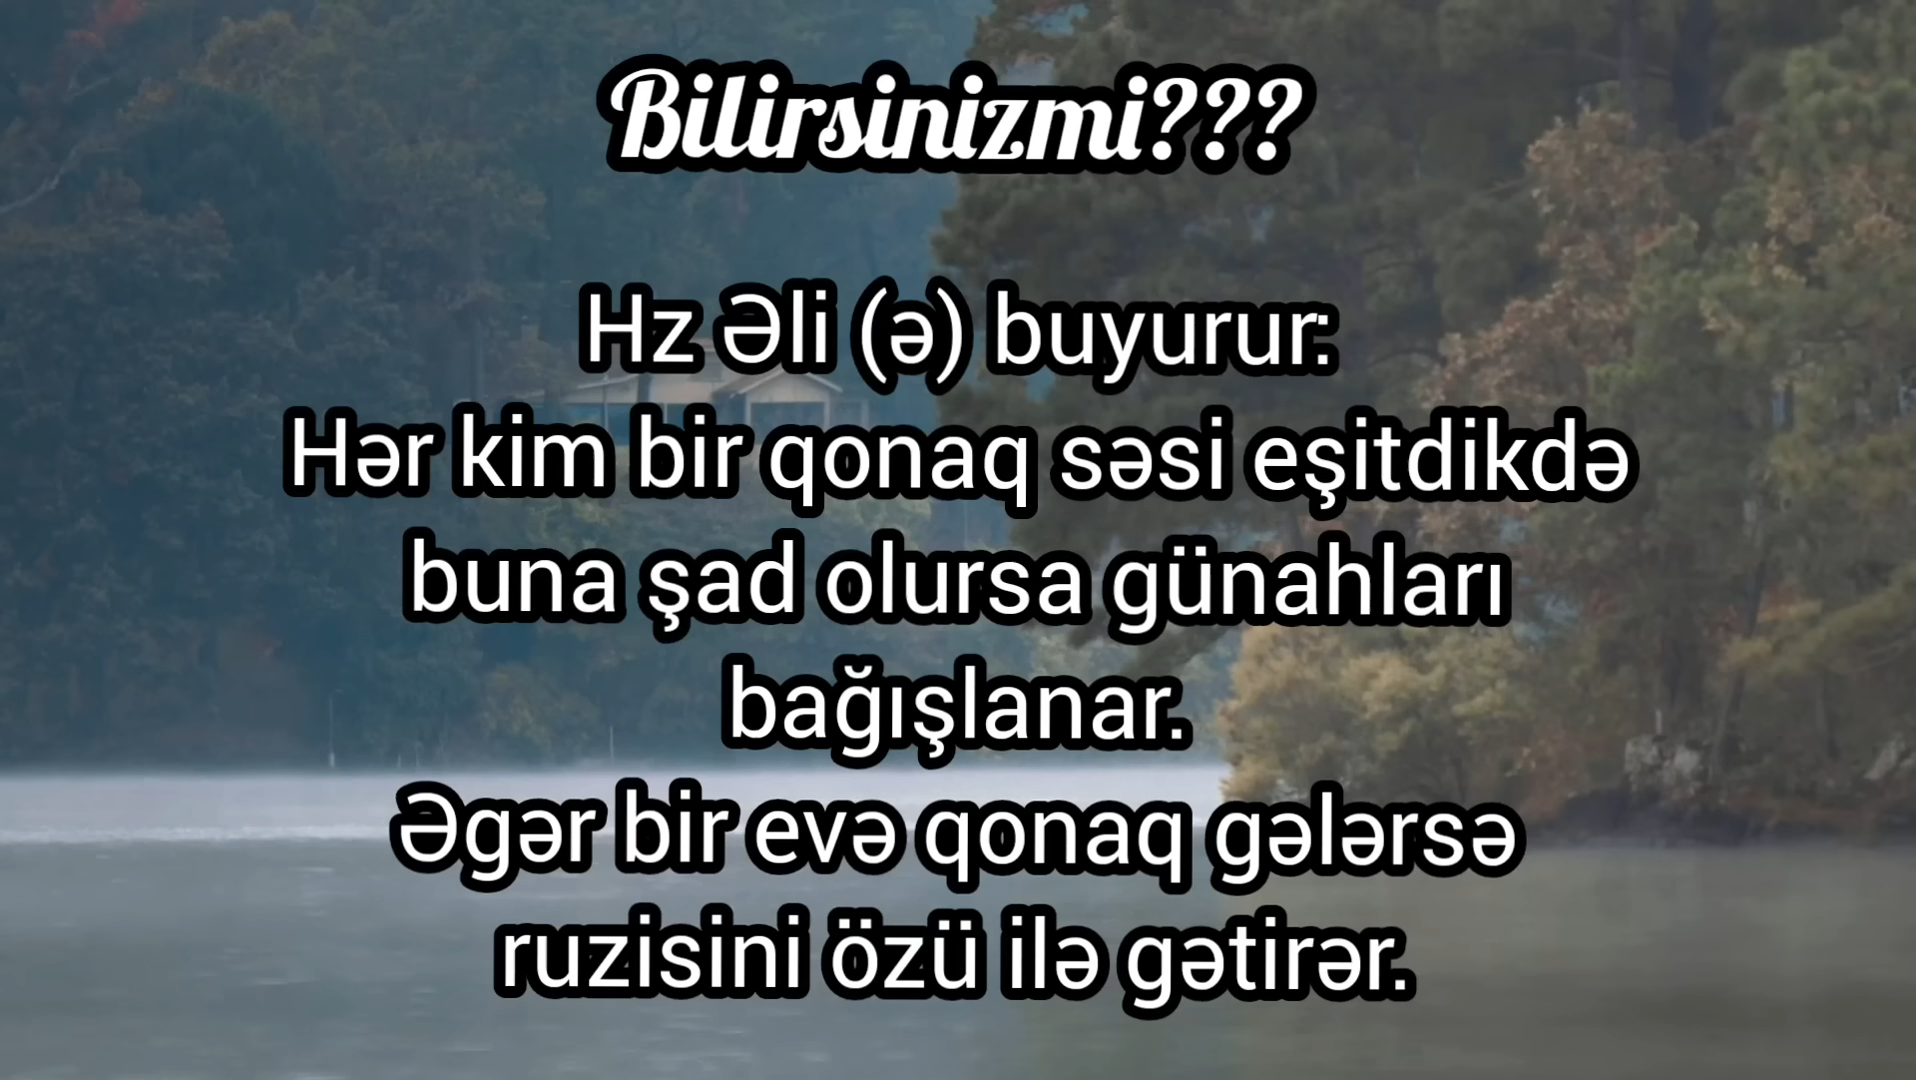 Bilirsinizmi???
Hz Əli (ə) buyurur:
Hər kim bir qonaq səsi eşitdikdə
buna şad olursa günahları
bağışlanar.
Əgər bir evə qonaq gələrsə
ruzisini özü ilə gətirər.